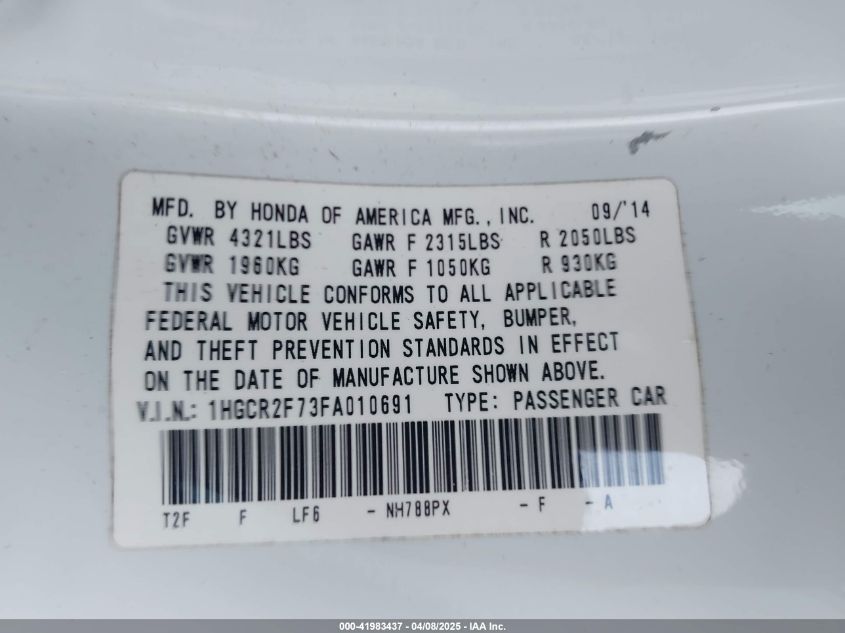 MFD. BY HONDA OF AMERICA MFG., INC. 09/'14
GVWR 4321LBS GAWR F 2315LBS R 2050LBS
GVWR 1960KG GAWR F 1050KG R 930KG
THIS VEHICLE CONFORMS TO ALL APPLICABLE
FEDERAL MOTOR VEHICLE SAFETY, BUMPER,
AND THEFT PREVENTION STANDARDS IN EFFECT
ON THE DATE OF MANUFACTURE SHOWN ABOVE.
V.I.N.: 1HGCR2F73FA010691 TYPE: PASSENGER CAR
T2F F LF6 - NH788PX - F - A
000-41983437 - 04/08/2025 - IAA Inc.